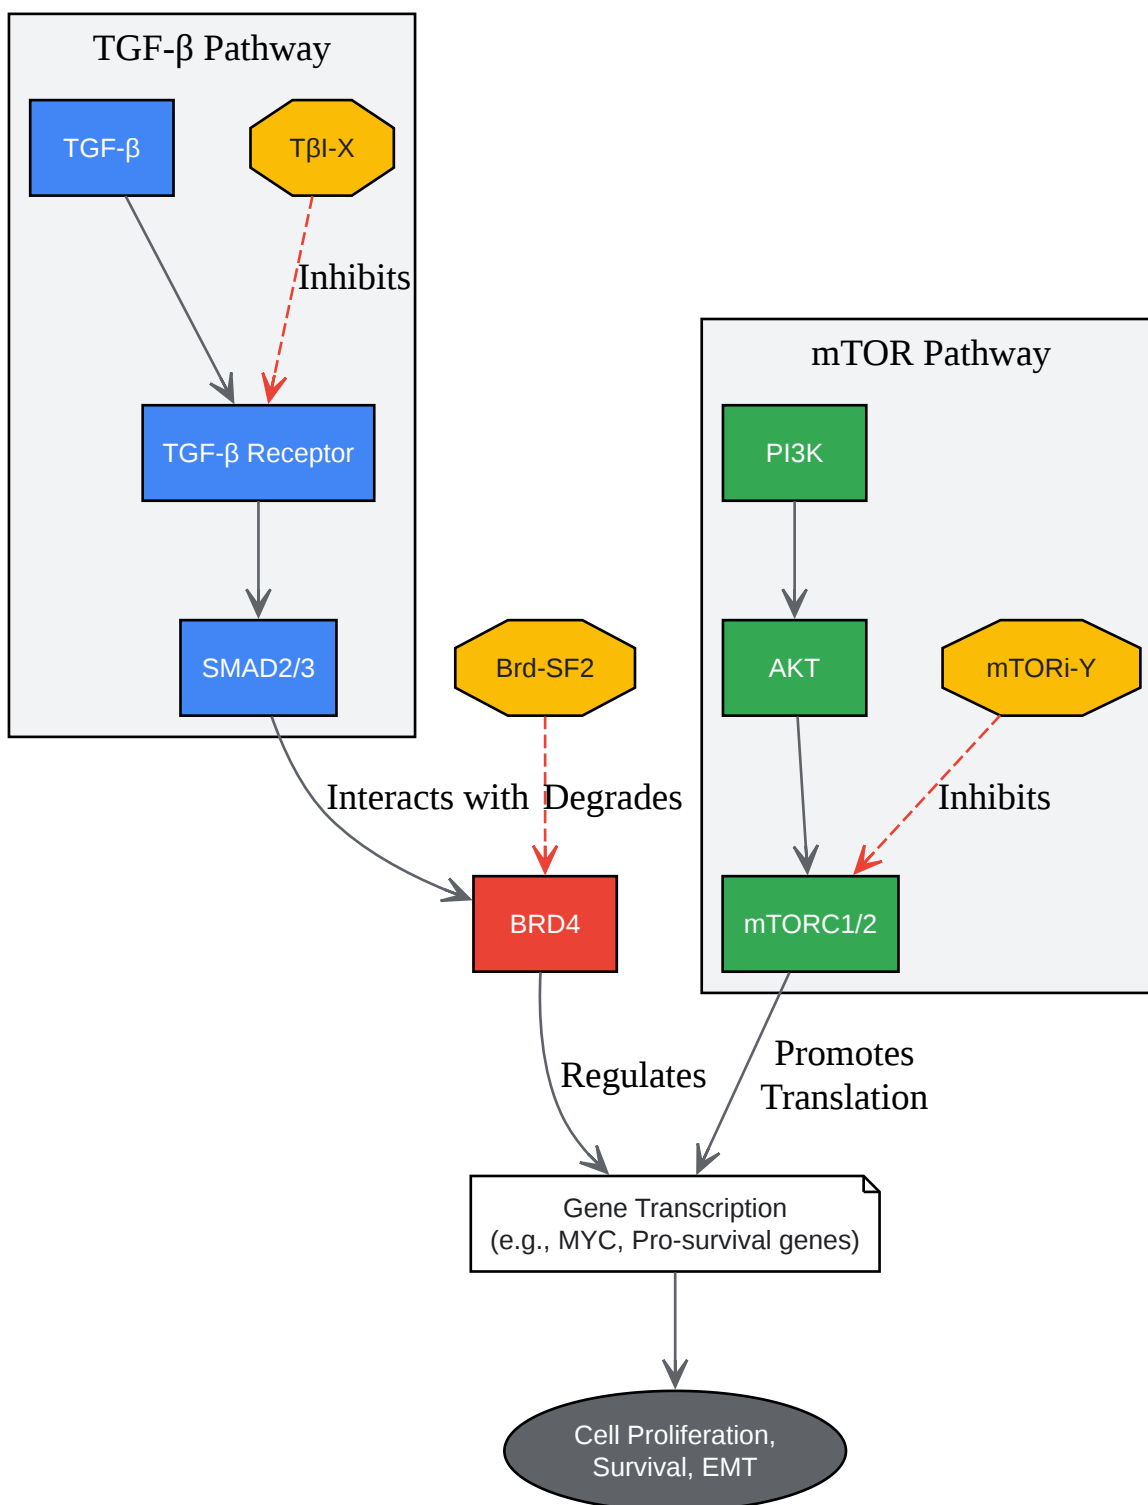 TGF-β Pathway
TGF-β
TβI-X
Inhibits
TGF-β Receptor
SMAD2/3
mTOR Pathway
PI3K
AKT
mTORi-Y
Inhibits
mTORC1/2
Brd-SF2
Interacts with
Degrades
BRD4
Regulates
Promotes
Translation
Gene Transcription
(e.g., MYC, Pro-survival genes)
Cell Proliferation,
Survival, EMT